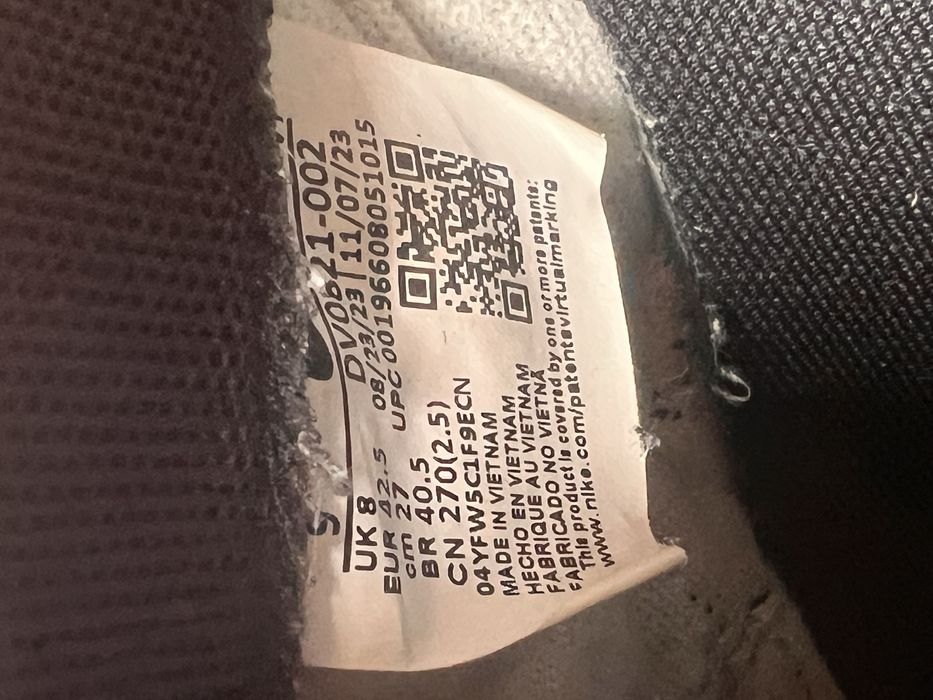 UK 8 DV0821-002
EUR 42.5 08/23/23 | 11/07/23
cm 27 UPC 00196608051015
BR 40.5
CN 270(2.5)
04YFW5C1F9ECN
MADE IN VIETNAM
HECHO EN VIETNAM
FABRIQUE AU VIETNAM
FABRICADO NO VIETNÃ
This product is covered by one or more patents:
www.nike.com/patentsvirtualmarking